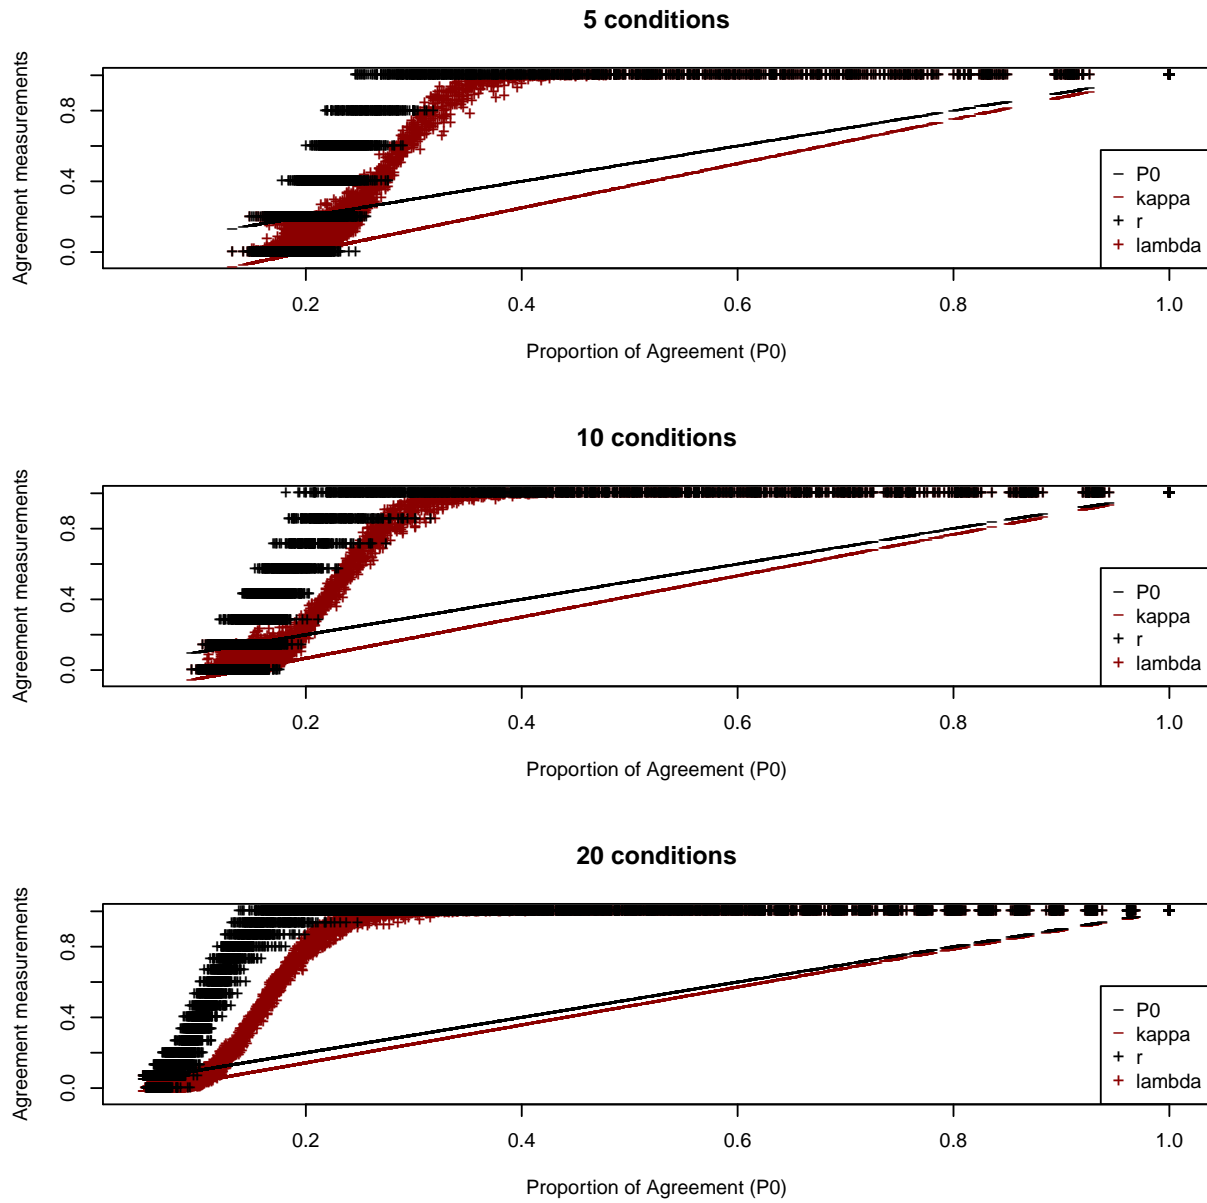 5 conditions
Agreement measurements
0.0
0.4
0.8
P0
kappa
r
lambda
0.2
0.4
0.6
0.8
1.0
Proportion of Agreement (P0)
10 conditions
Agreement measurements
0.0
0.4
0.8
P0
kappa
r
lambda
0.2
0.4
0.6
0.8
1.0
Proportion of Agreement (P0)
20 conditions
Agreement measurements
0.0
0.4
0.8
P0
kappa
r
lambda
0.2
0.4
0.6
0.8
1.0
Proportion of Agreement (P0)